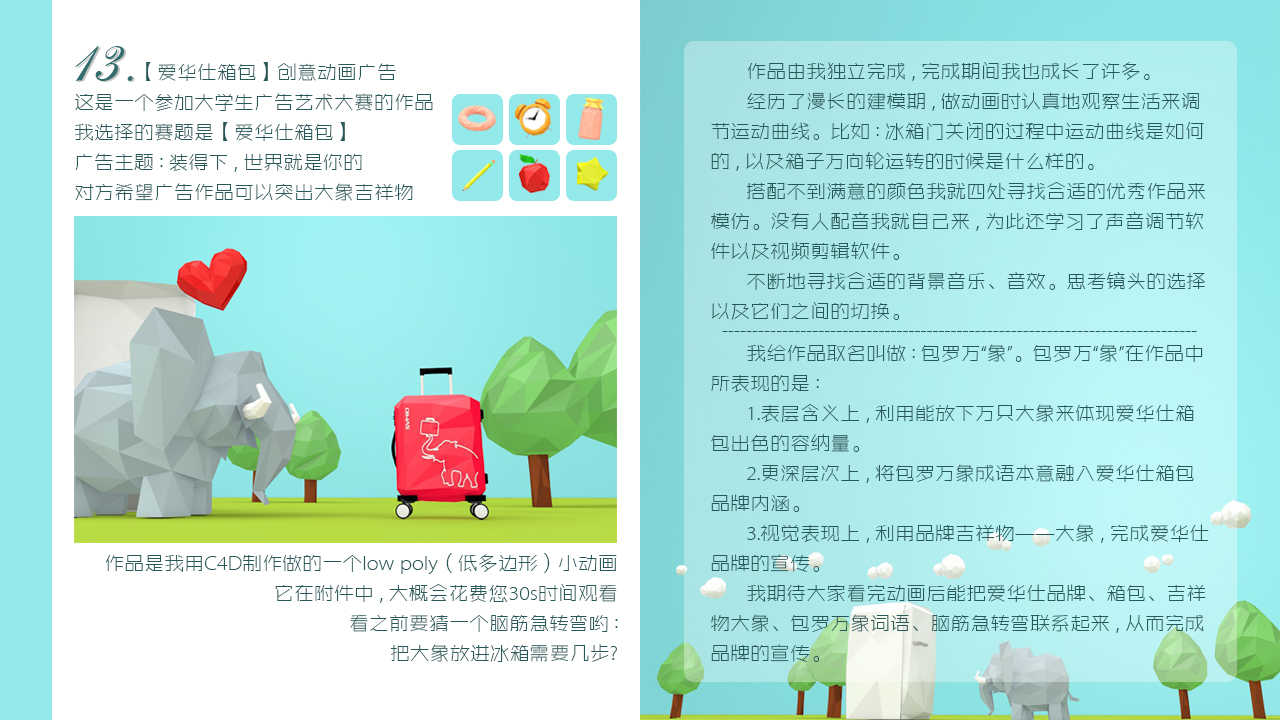 13.【爱华仕箱包】创意动画广告
这是一个参加大学生广告艺术大赛的作品
我选择的赛题是【爱华仕箱包】
广告主题：装得下，世界就是你的
对方希望广告作品可以突出大象吉祥物
作品是我用C4D制作做的一个low poly（低多边形）小动画
它在附件中，大概会花费您30s时间观看
看之前要猜一个脑筋急转弯哟：
把大象放进冰箱需要几步?
作品由我独立完成，完成期间我也成长了许多。
经历了漫长的建模期，做动画时认真地观察生活来调
节运动曲线。比如：冰箱门关闭的过程中运动曲线是如何
的，以及箱子万向轮运转的时候是什么样的。
搭配不到满意的颜色我就四处寻找合适的优秀作品来
模仿。没有人配音我就自己来，为此还学习了声音调节软
件以及视频剪辑软件。
不断地寻找合适的背景音乐、音效。思考镜头的选择
以及它们之间的切换。
我给作品取名叫做：包罗万“象”。包罗万“象”在作品中
所表现的是：
1.表层含义上，利用能放下万只大象来体现爱华仕箱
包出色的容纳量。
2.更深层次上，将包罗万象成语本意融入爱华仕箱包
品牌内涵。
3.视觉表现上，利用品牌吉祥物——大象，完成爱华仕
品牌的宣传。
我期待大家看完动画后能把爱华仕品牌、箱包、吉祥
物大象、包罗万象词语、脑筋急转弯联系起来，从而完成
品牌的宣传。